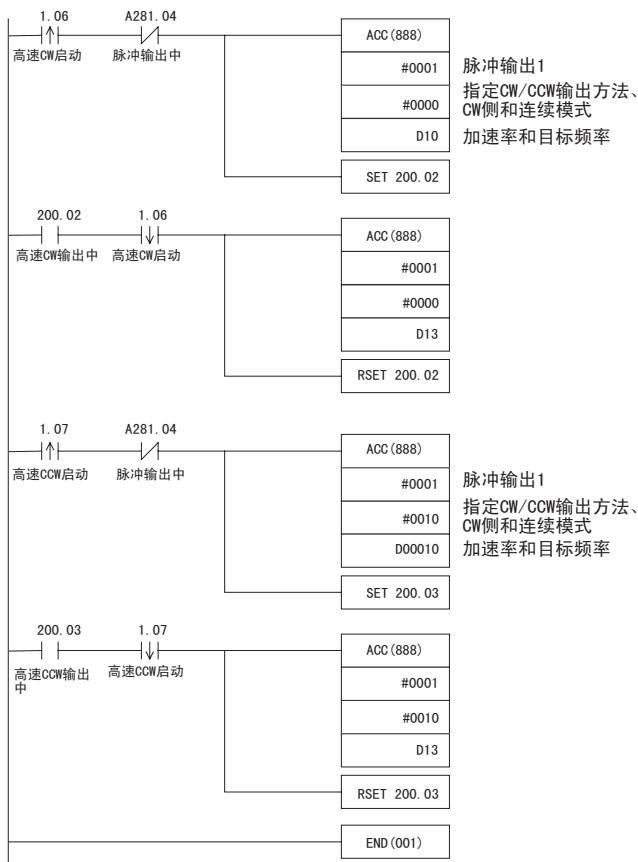 1.06 A281.04
高速CW启动 脉冲输出中
ACC(888)
#0001 脉冲输出1
#0000 指定CW/CCW输出方法、
CW侧和连续模式
D10 加速率和目标频率
SET 200.02
200.02 1.06
高速CW输出中 高速CW启动
ACC(888)
#0001
#0000
D13
RSET 200.02
1.07 A281.04
高速CCW启动 脉冲输出中
ACC(888)
#0001 脉冲输出1
#0010 指定CW/CCW输出方法、
CW侧和连续模式
D00010 加速率和目标频率
SET 200.03
200.03 1.07
高速CCW输出
中
高速CCW启动
ACC(888)
#0001
#0010
D13
RSET 200.03
END(001)